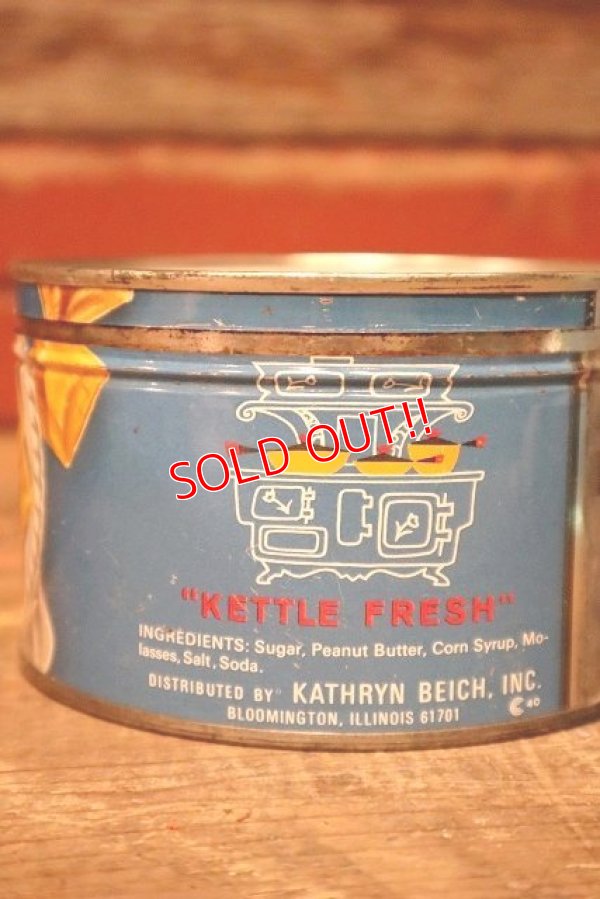 SOLD OUT!!
"KETTLE FRESH"
INGREDIENTS: Sugar, Peanut Butter, Corn Syrup, Mo-
lasses, Salt, Soda.
DISTRIBUTED BY KATHRYN BEICH, INC.
BLOOMINGTON, ILLINOIS 61701